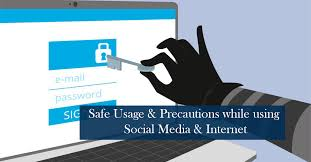 e-mail
password
SIG
Safe Usage & Precautions while using
Social Media & Internet